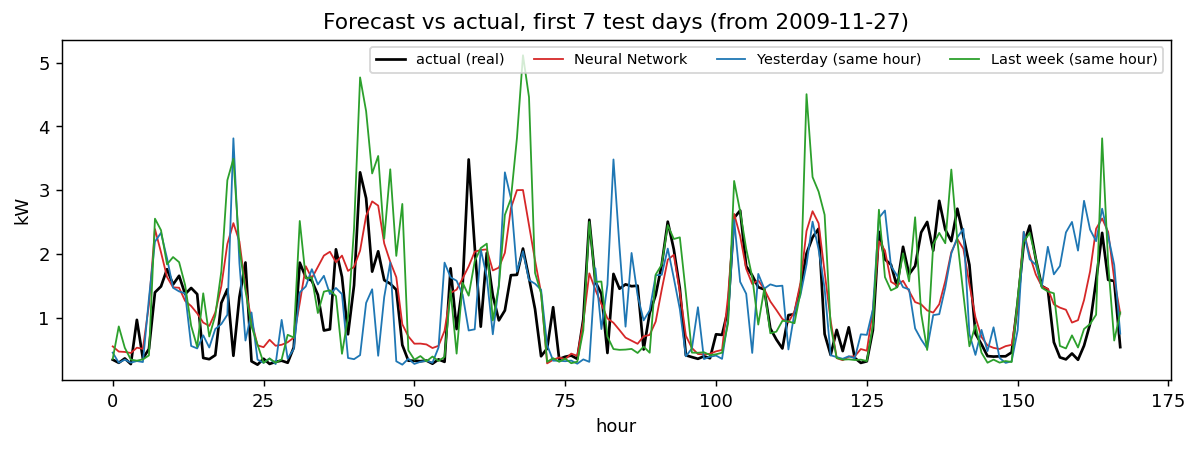 Forecast vs actual, first 7 test days (from 2009-11-27)
actual (real) Neural Network Yesterday (same hour) Last week (same hour)
5
4
3
2
1
kW
0 25 50 75 100 125 150 175
hour